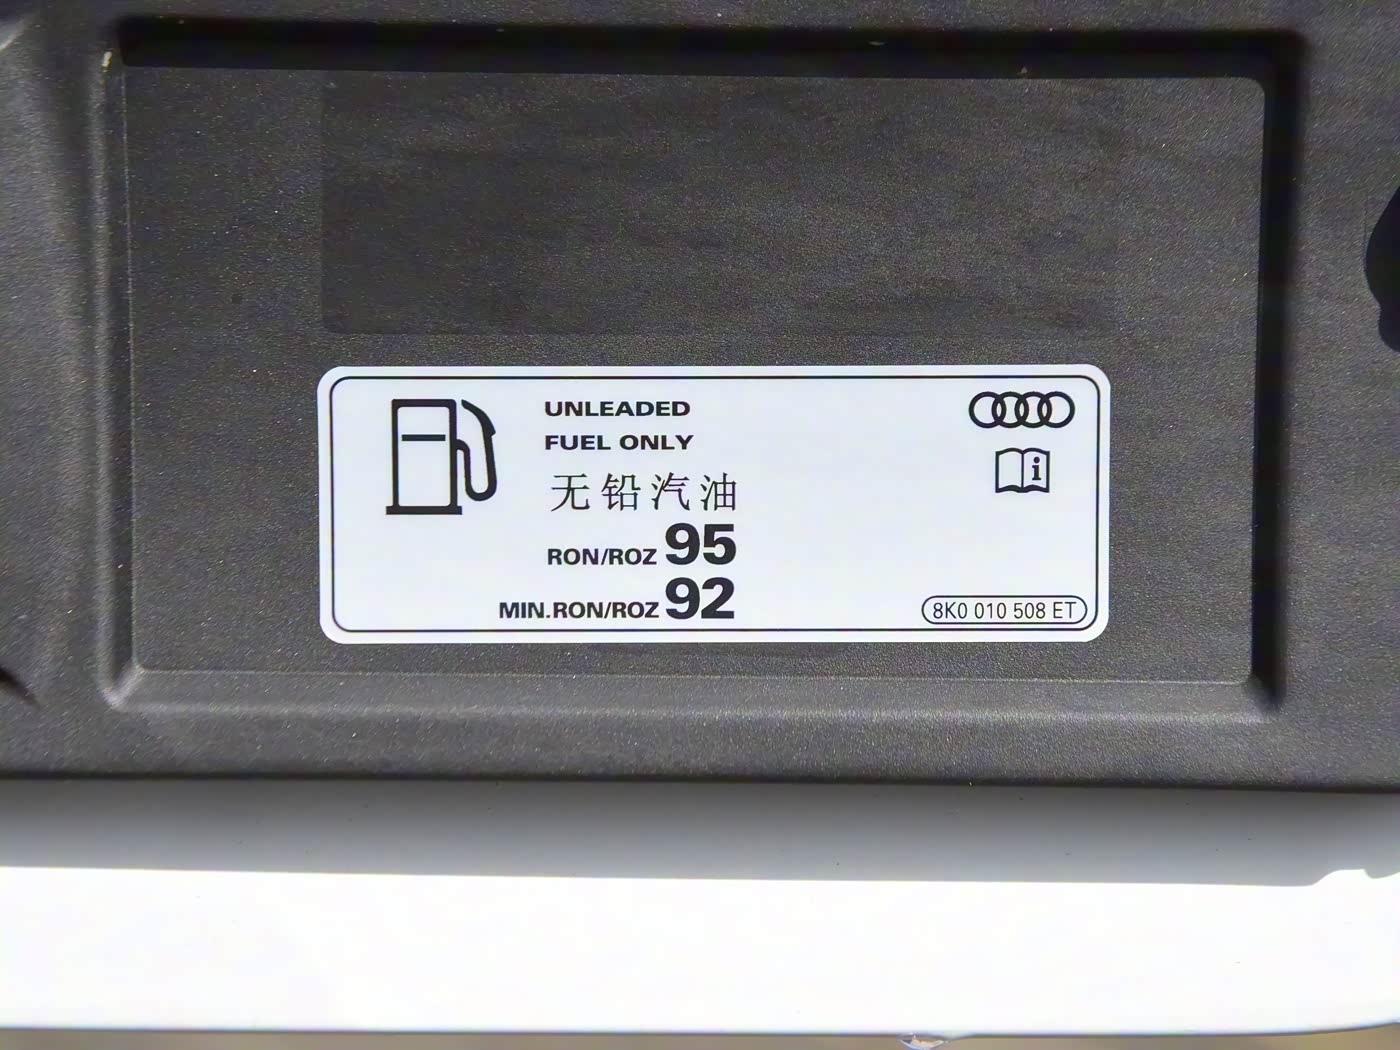 UNLEADED
FUEL ONLY
无铅汽油
RON/ROZ 95
MIN.RON/ROZ 92
i
8K0 010 508 ET